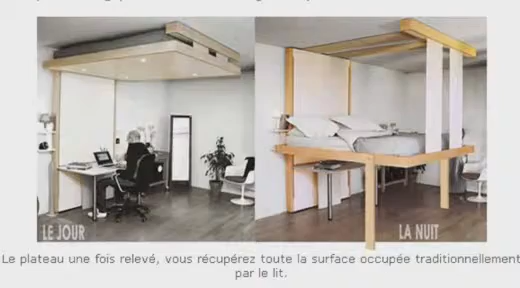 LE JOUR
LA NUIT
Le plateau une fois relevé, vous récupérez toute la surface occupée traditionnellement
par le lit.